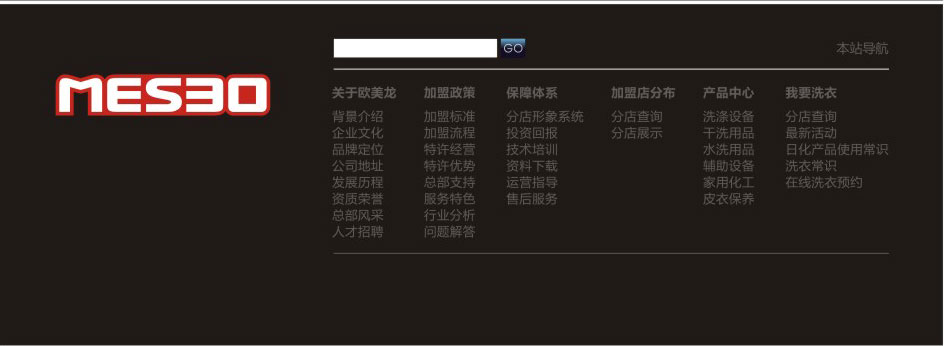 GO
本站导航
MES30
关于欧美龙 加盟政策 保障体系 加盟店分布 产品中心 我要洗衣
背景介绍 加盟标准 分店形象系统 分店查询 洗涤设备 分店查询
企业文化 加盟流程 投资回报 分店展示 干洗用品 最新活动
品牌定位 特许经营 技术培训 水洗用品 日化产品使用常识
公司地址 特许优势 资料下载 辅助设备 洗衣常识
发展历程 总部支持 运营指导 家用化工 在线洗衣预约
资质荣誉 服务特色 售后服务 皮衣保养
总部风采 行业分析
人才招聘 问题解答